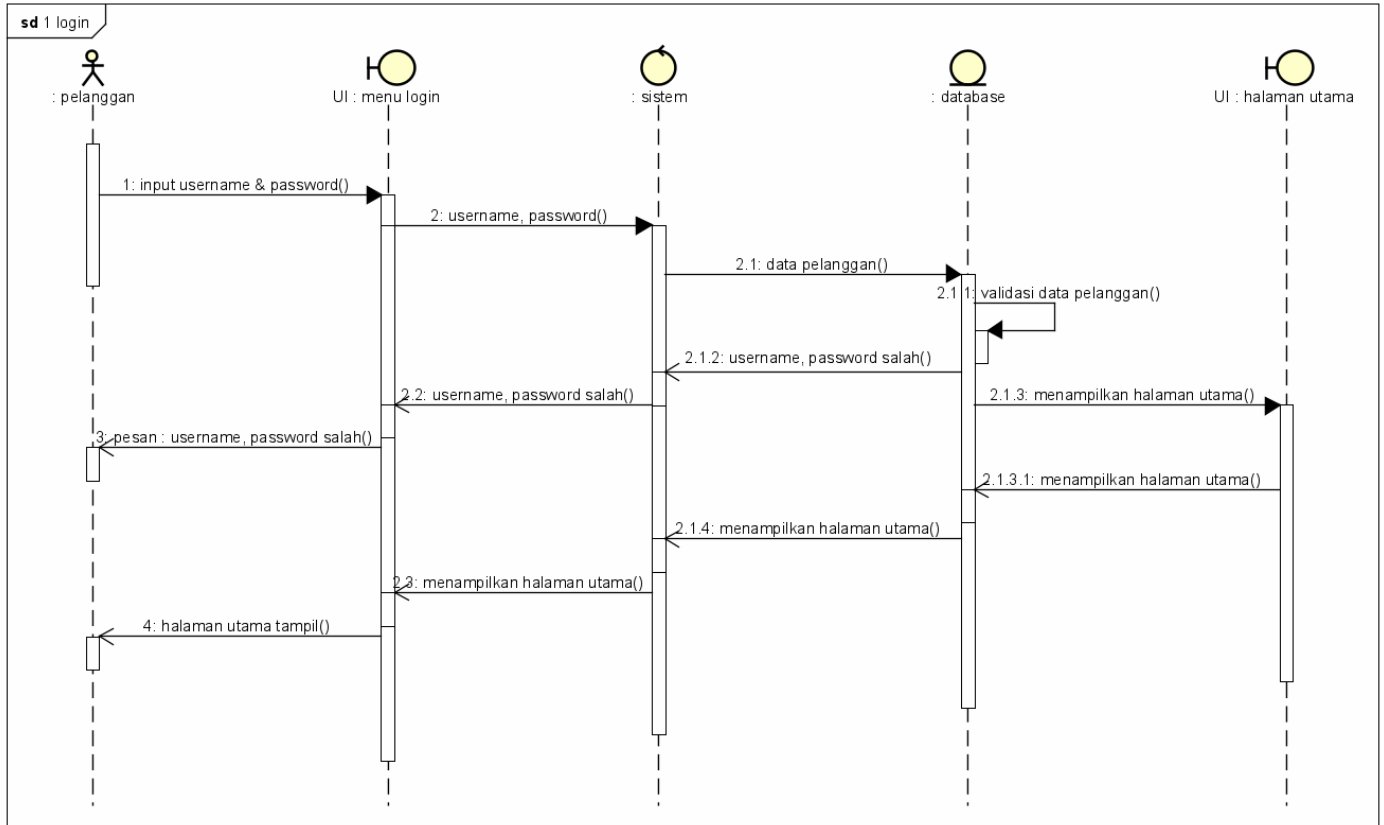 sd 1 login
: pelanggan
UI : menu login
: sistem
: database
UI : halaman utama
1: input username & password()
2: username, password()
2.1: data pelanggan()
2.1.1: validasi data pelanggan()
2.1.2: username, password salah()
2.2: username, password salah()
2.1.3: menampilkan halaman utama()
3: pesan : username, password salah()
2.1.3.1: menampilkan halaman utama()
2.1.4: menampilkan halaman utama()
2.3: menampilkan halaman utama()
4: halaman utama tampil()